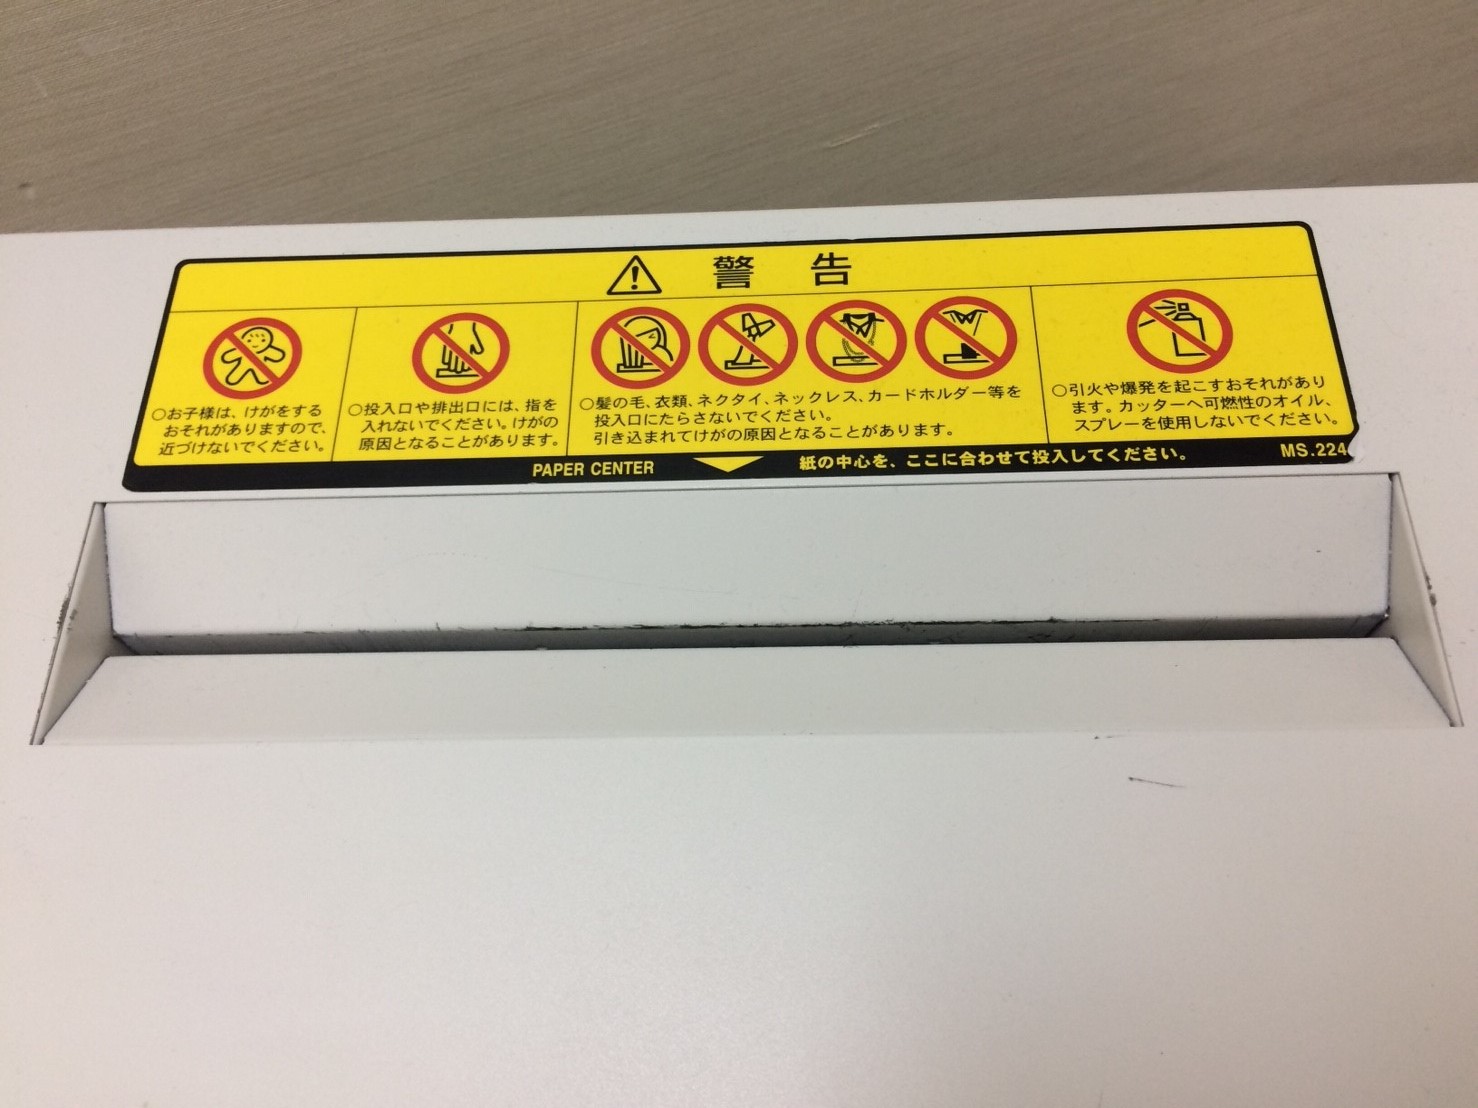 警告
○お子様は、けがをする
おそれがありますので、
近づけないでください。
○投入口や排出口には、指を
入れないでください。けがの
原因となることがあります。
○髪の毛、衣類、ネクタイ、ネックレス、カードホルダー等を
投入口にたらさないでください。
引き込まれてけがの原因となることがあります。
○引火や爆発を起こすおそれがあり
ます。カッターへ可燃性のオイル、
スプレーを使用しないでください。
PAPER CENTER 紙の中心を、ここに合わせて投入してください。 MS.224